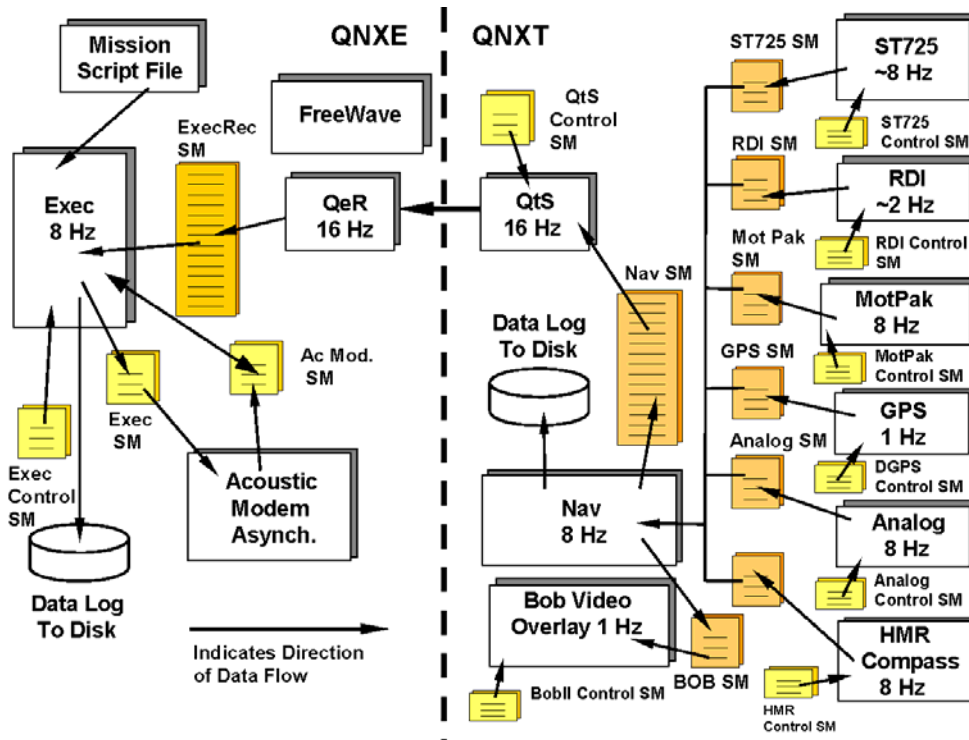 Mission
Script File
QNXE
QNXT
FreeWave
ExecRec
SM
Exec
8 Hz
QeR
16 Hz
Ac Mod.
SM
Exec
SM
Exec
Control
SM
Acoustic
Modem
Asynch.
Data Log
To Disk
Indicates Direction
of Data Flow
QtS
Control
SM
QtS
16 Hz
Nav SM
Data Log
To Disk
Nav
8 Hz
Bob Video
Overlay 1 Hz
BobII Control SM
BOB SM
ST725 SM
ST725
~8 Hz
ST725
Control SM
RDI SM
RDI
~2 Hz
RDI Control
SM
Mot Pak
SM
MotPak
8 Hz
MotPak
Control SM
GPS SM
GPS
1 Hz
DGPS
Control SM
Analog SM
Analog
8 Hz
Analog
Control SM
HMR
Compass
8 Hz
HMR
Control SM